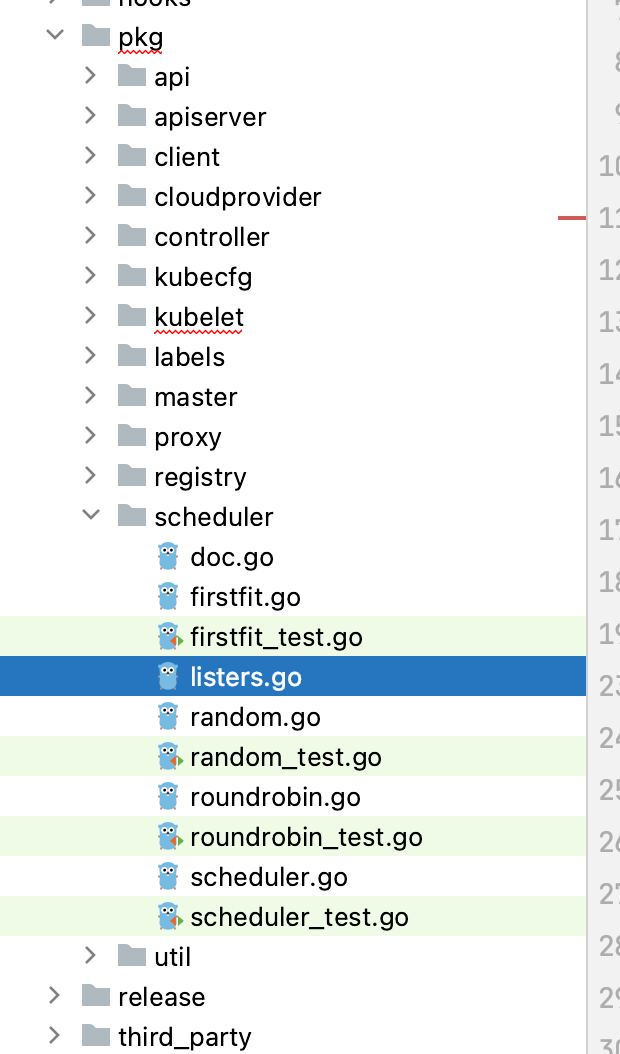 hooks
pkg
api
apiserver
client
cloudprovider
controller
kubecfg
kubelet
labels
master
proxy
registry
scheduler
doc.go
firstfit.go
firstfit_test.go
listers.go
random.go
random_test.go
roundrobin.go
roundrobin_test.go
scheduler.go
scheduler_test.go
util
release
third_party
8
10
11
12
13
14
15
16
17
18
19
23
24
25
26
27
28
29
30